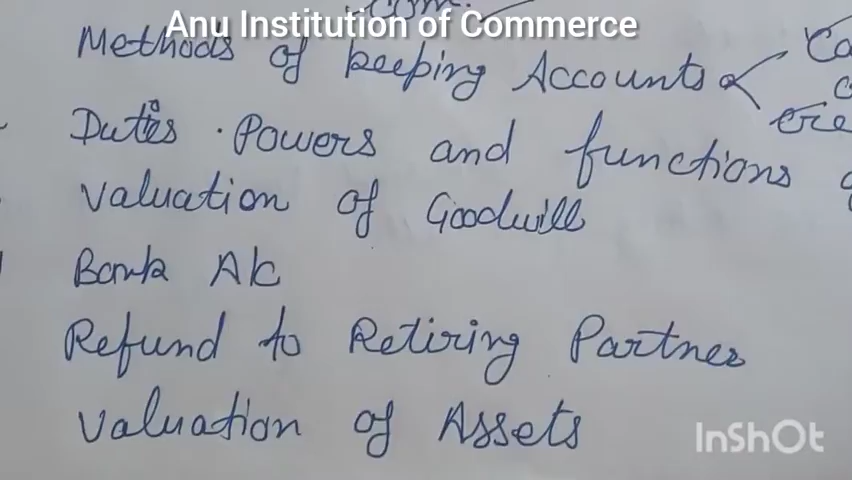 Anu Institution of Commerce
Methods of keeping Accounts
Duties . Powers and functions
Valuation of Goodwill
Bank A/c
Refund to Retiring Partner
Valuation of Assets
InShOt